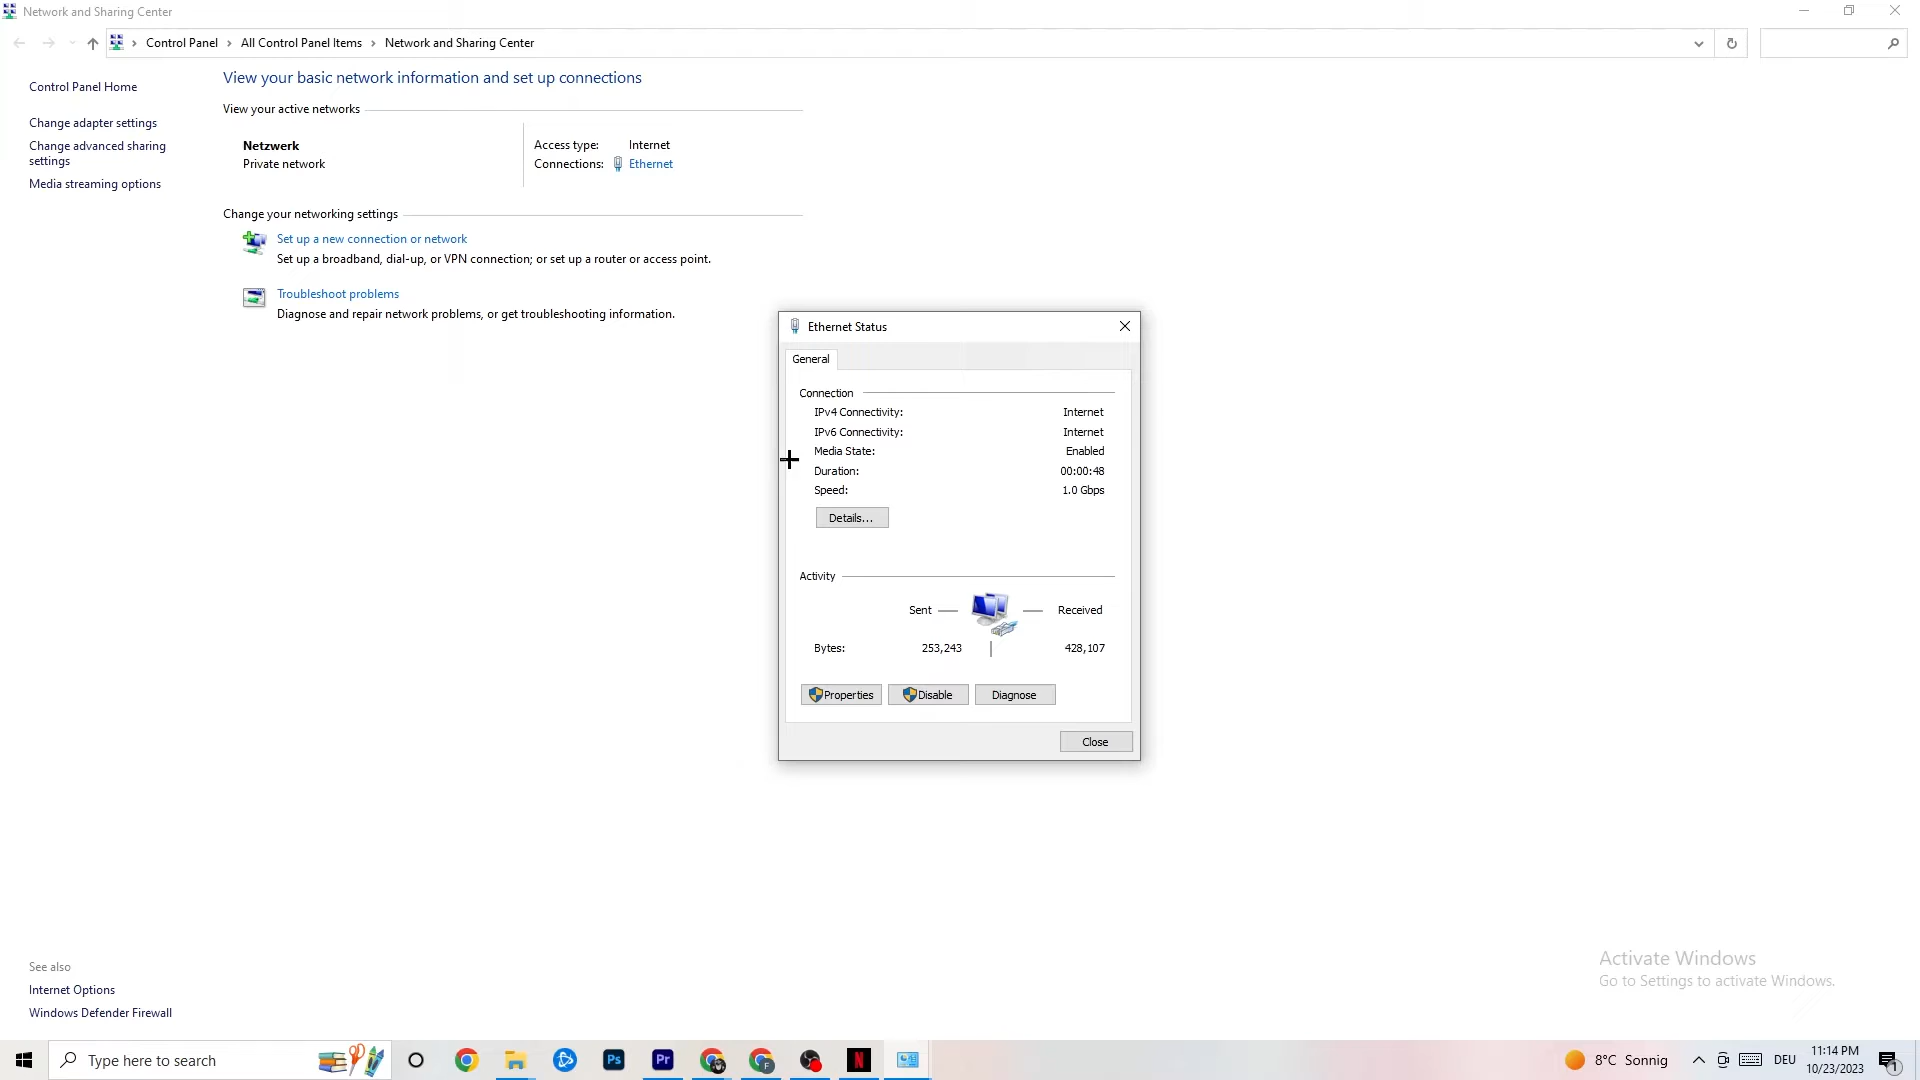 Network and Sharing Center
Control Panel > All Control Panel Items > Network and Sharing Center
Control Panel Home
Change adapter settings
Change advanced sharing
settings
Media streaming options
View your basic network information and set up connections
View your active networks
Netzwerk
Private network
Access type: Internet
Connections: Ethernet
Change your networking settings
Set up a new connection or network
Set up a broadband, dial-up, or VPN connection; or set up a router or access point.
Troubleshoot problems
Diagnose and repair network problems, or get troubleshooting information.
Ethernet Status
General
Connection
IPv4 Connectivity: Internet
IPv6 Connectivity: Internet
Media State: Enabled
Duration: 00:00:48
Speed: 1.0 Gbps
Details...
Activity
Sent — Received
Bytes: 253,243 | 428,107
Properties Disable Diagnose
Close
See also
Internet Options
Windows Defender Firewall
Activate Windows
Go to Settings to activate Windows.
Type here to search
Ps
Pr
F
N
8°C Sonnig
DEU
11:14 PM
10/23/2023
1